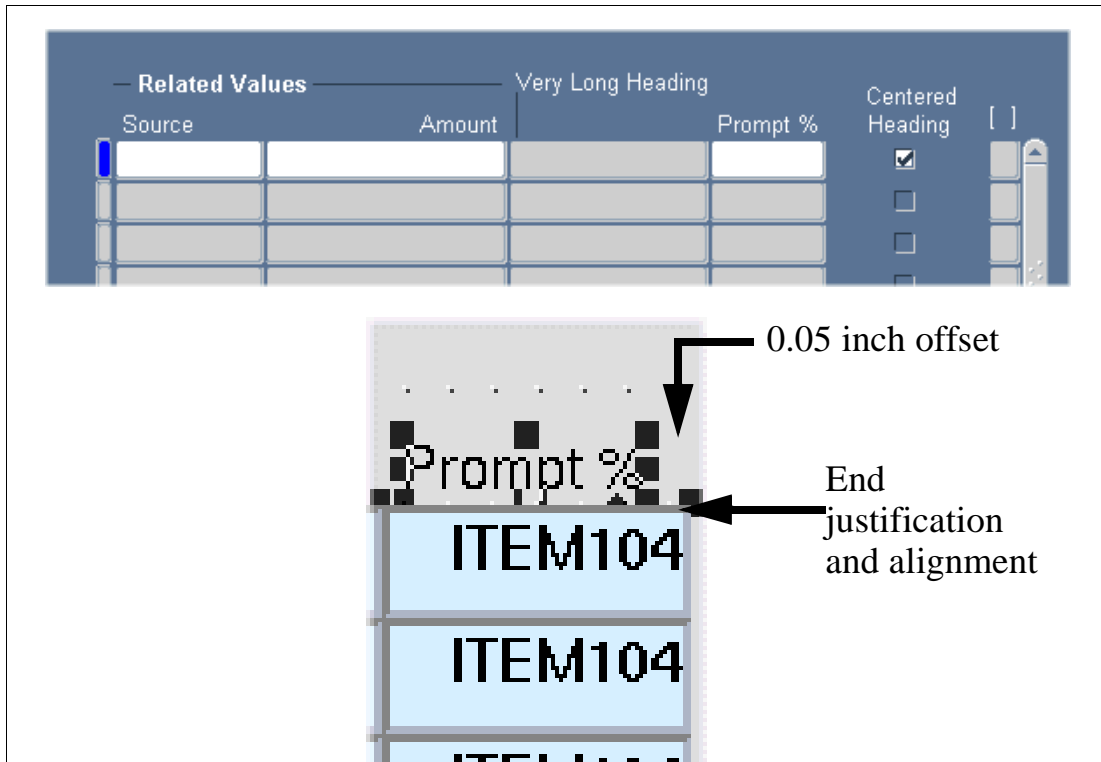 Related Values
Very Long Heading
Centered
Source
Amount
Prompt %
Heading
[ ]
0.05 inch offset
Prompt %
End
justification
and alignment
ITEM104
ITEM104